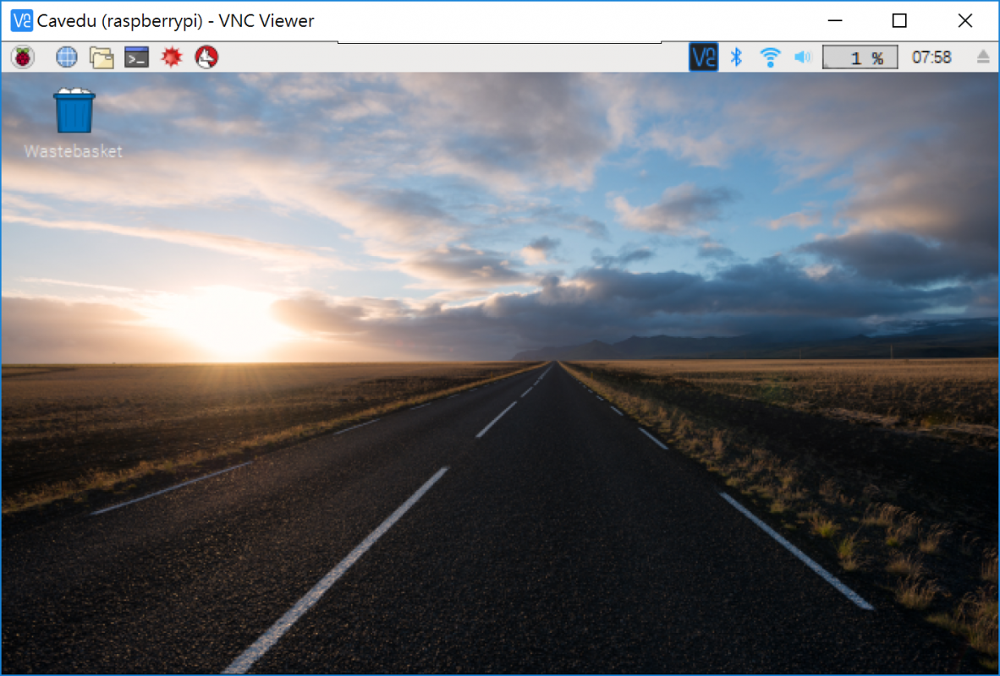 Cavedu (raspberrypi) - VNC Viewer
1 % 07:58
Wastebasket